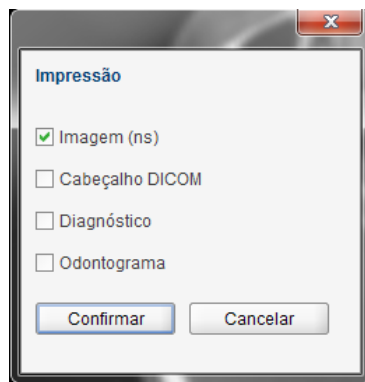 Impressão
Imagem (ns)
Cabeçalho DICOM
Diagnóstico
Odontograma
Confirmar
Cancelar